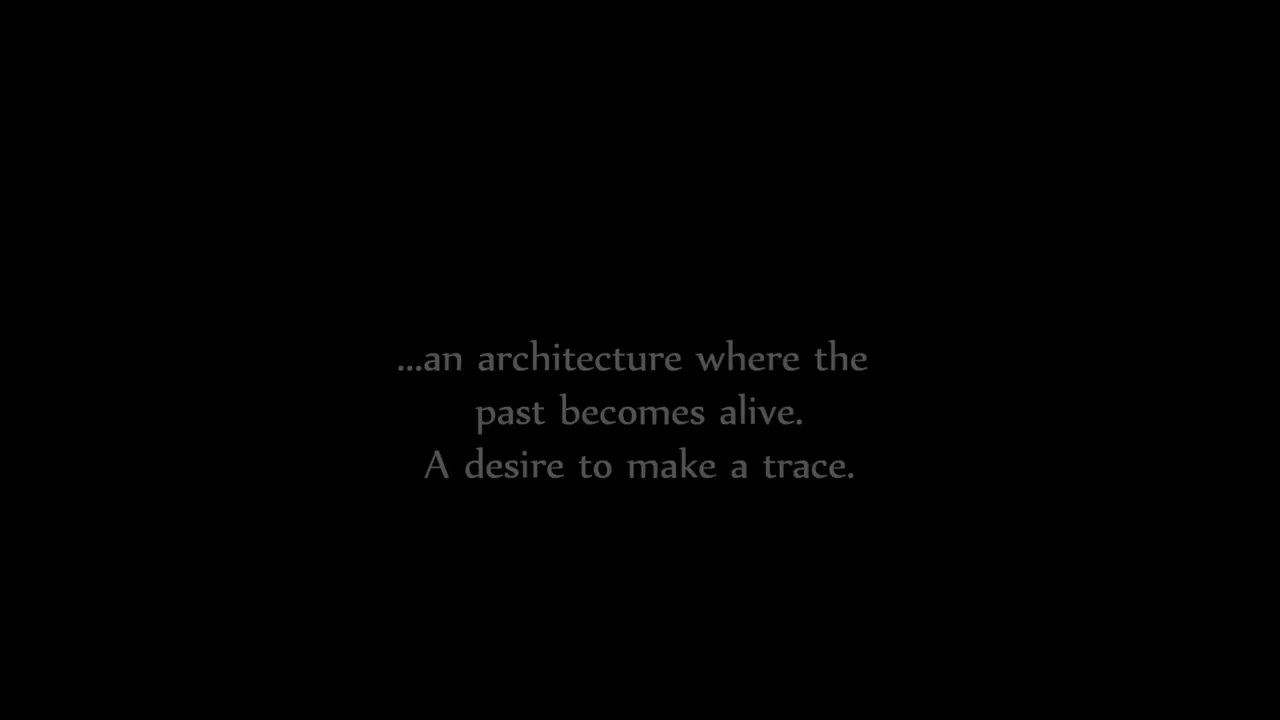 ...an architecture where the
past becomes alive.
A desire to make a trace.